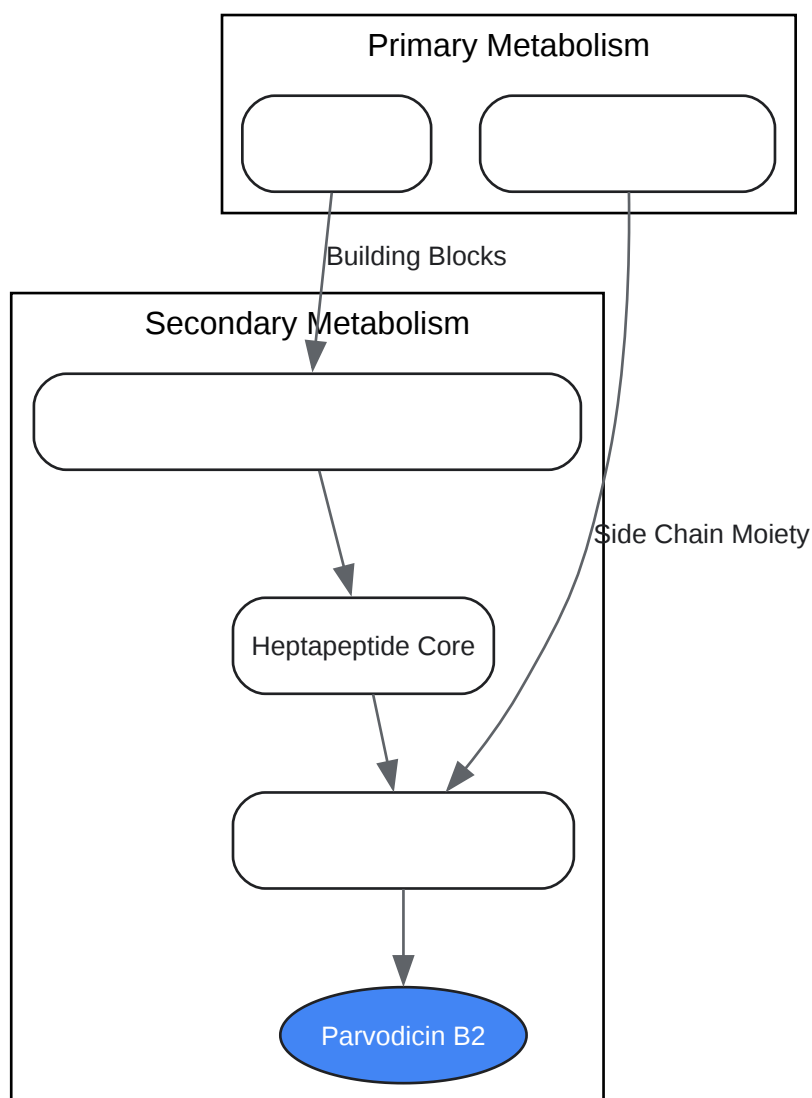 Primary Metabolism
Building Blocks
Secondary Metabolism
Side Chain Moiety
Heptapeptide Core
Parvodicin B2